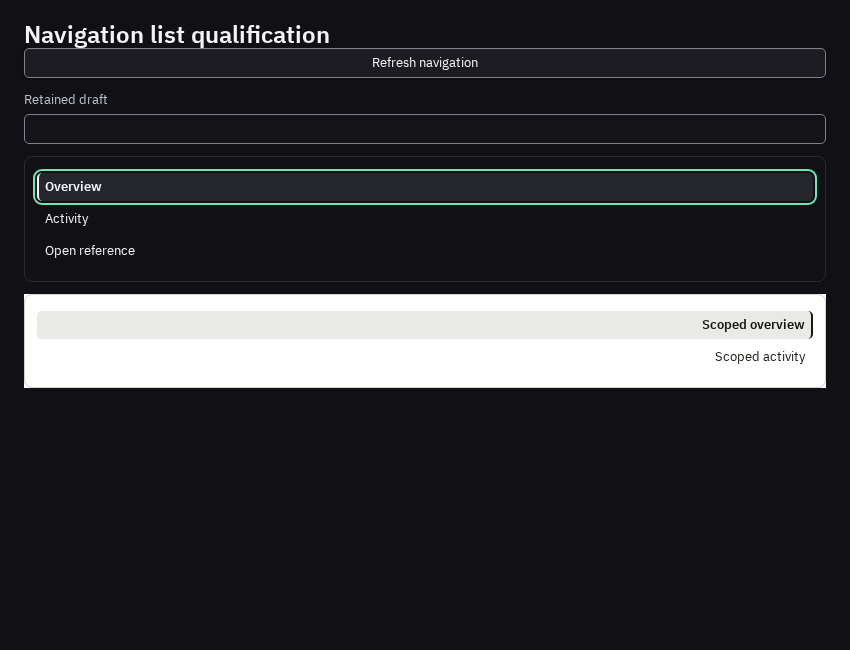 Navigation list qualification
Refresh navigation
Retained draft
Overview
Activity
Open reference
Scoped overview
Scoped activity